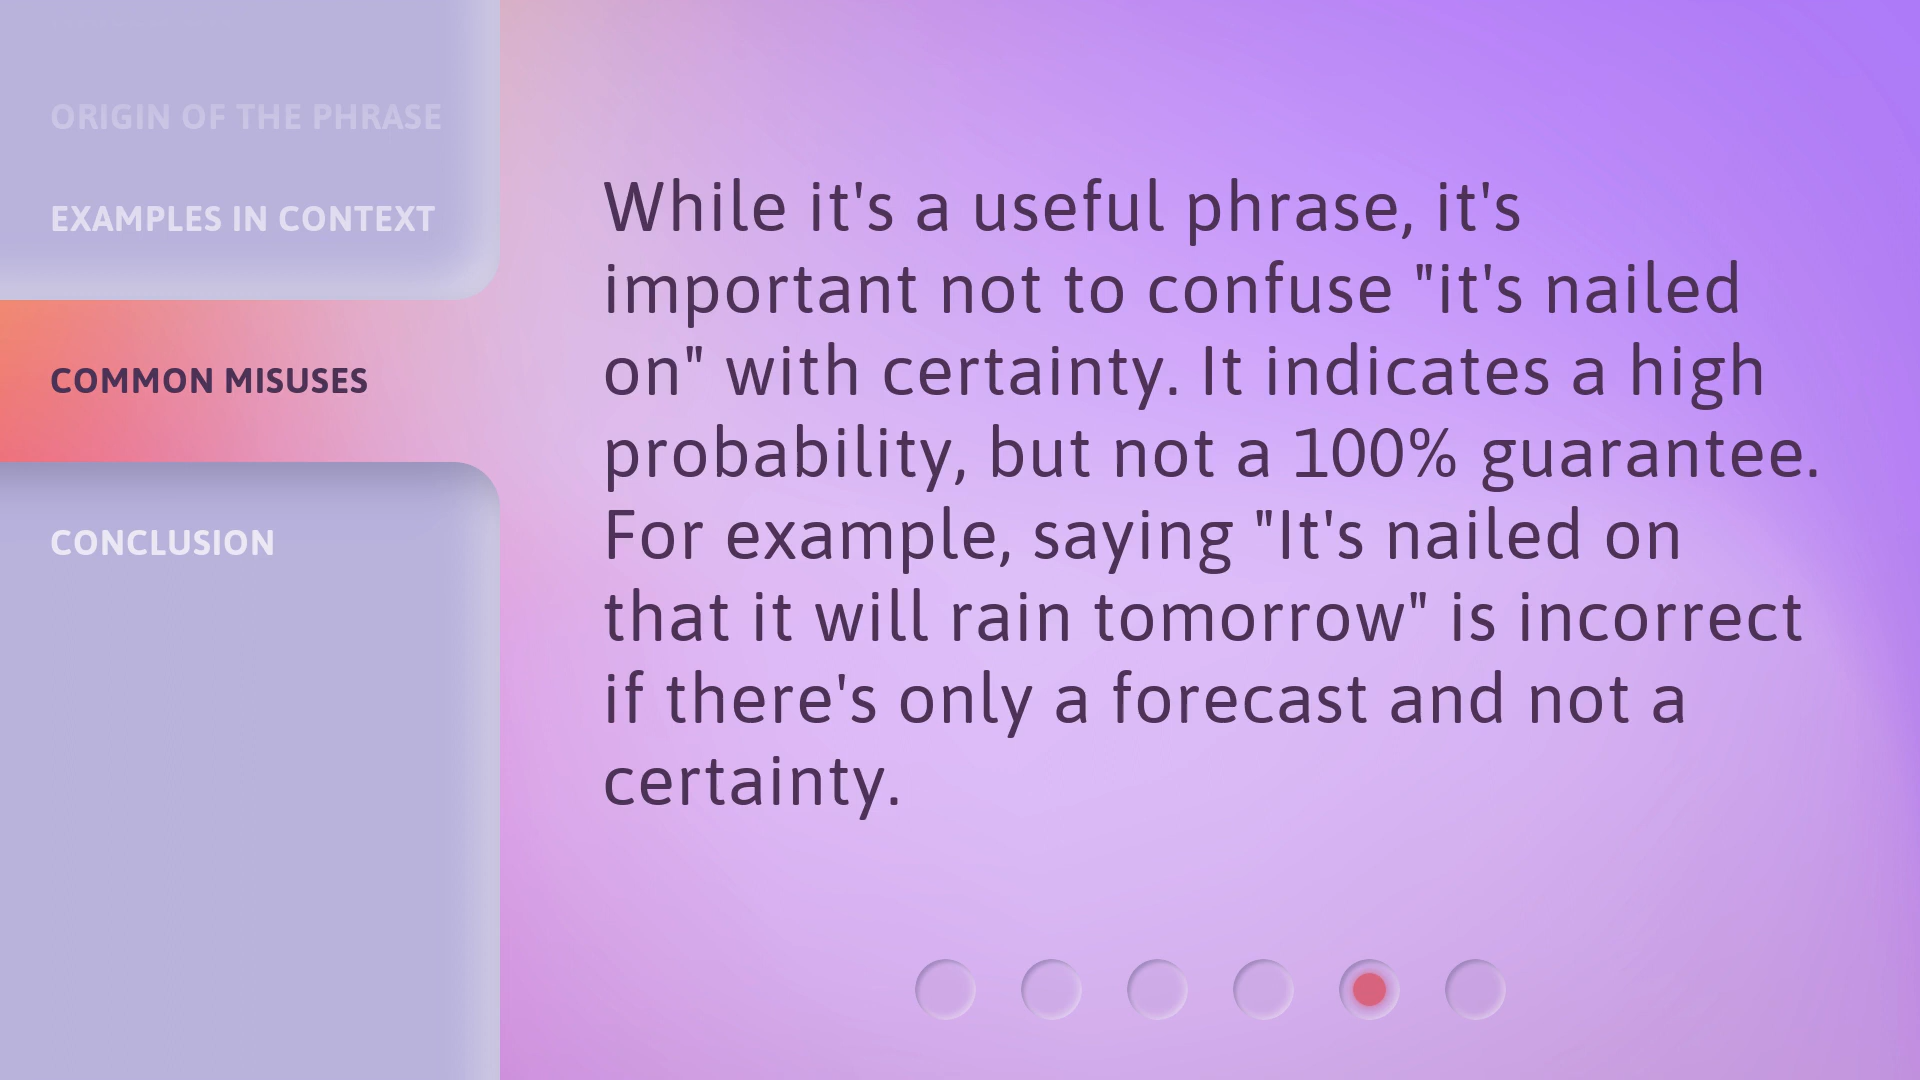 ORIGIN OF THE PHRASE
EXAMPLES IN CONTEXT
COMMON MISUSES
CONCLUSION
While it's a useful phrase, it's
important not to confuse "it's nailed
on" with certainty. It indicates a high
probability, but not a 100% guarantee.
For example, saying "It's nailed on
that it will rain tomorrow" is incorrect
if there's only a forecast and not a
certainty.